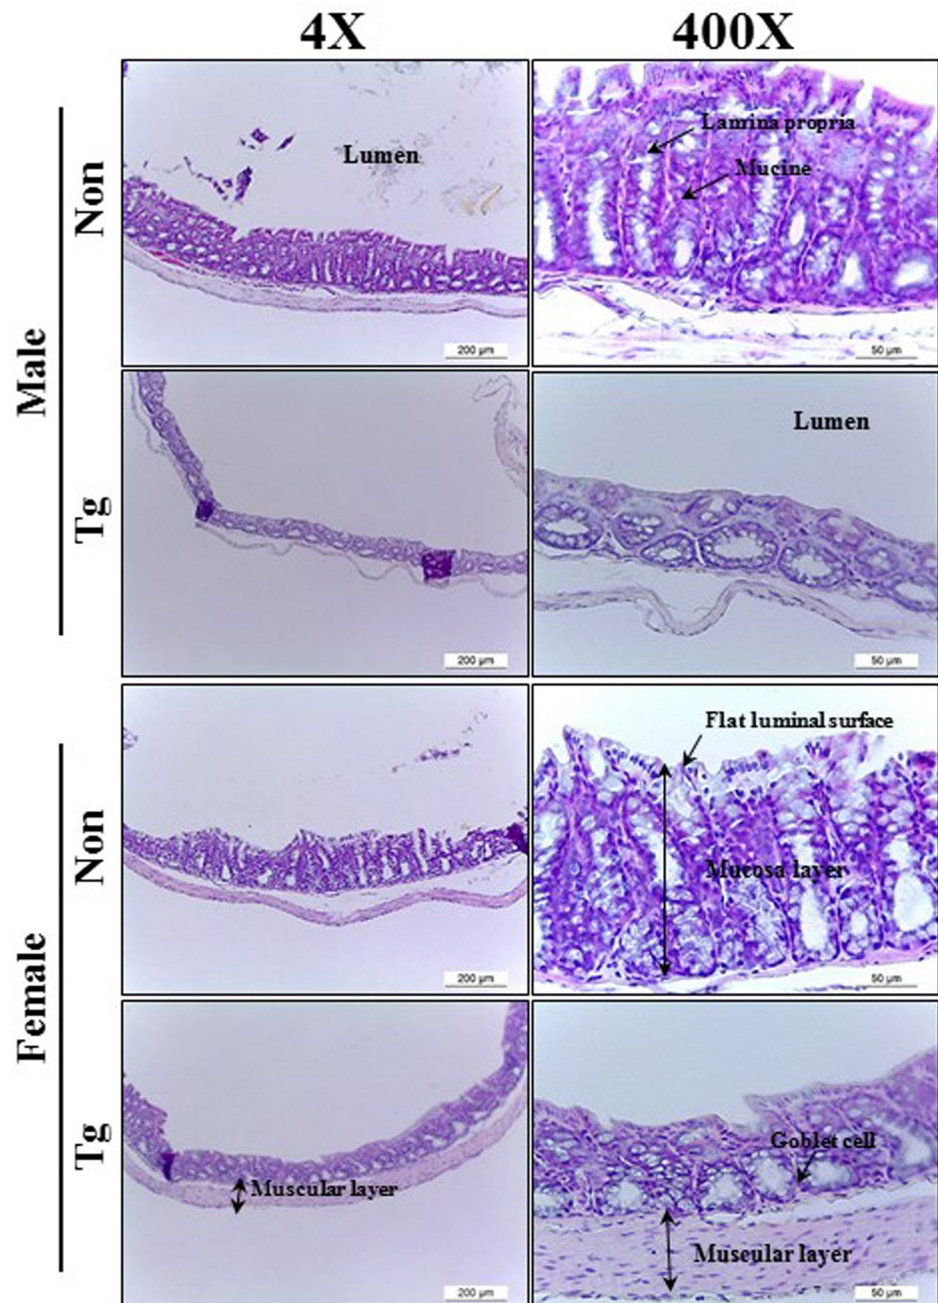 4X 400X
Male
Non
Lumen
200 µm
Lamina propria
Mucine
50 µm
Tg
200 µm
Lumen
50 µm
Female
Non
200 µm
Flat luminal surface
Mucosa layer
50 µm
Tg
Muscular layer
200 µm
Goblet cell
Muscular layer
50 µm